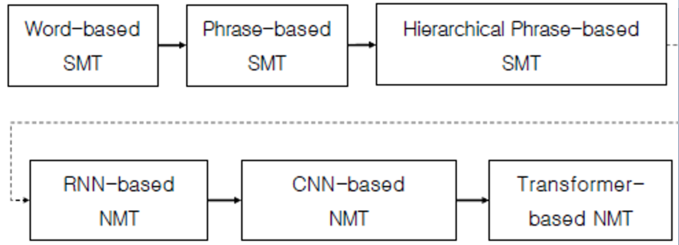 Word-based
SMT
Phrase-based
SMT
Hierarchical Phrase-based
SMT
RNN-based
NMT
CNN-based
NMT
Transformer-
based NMT